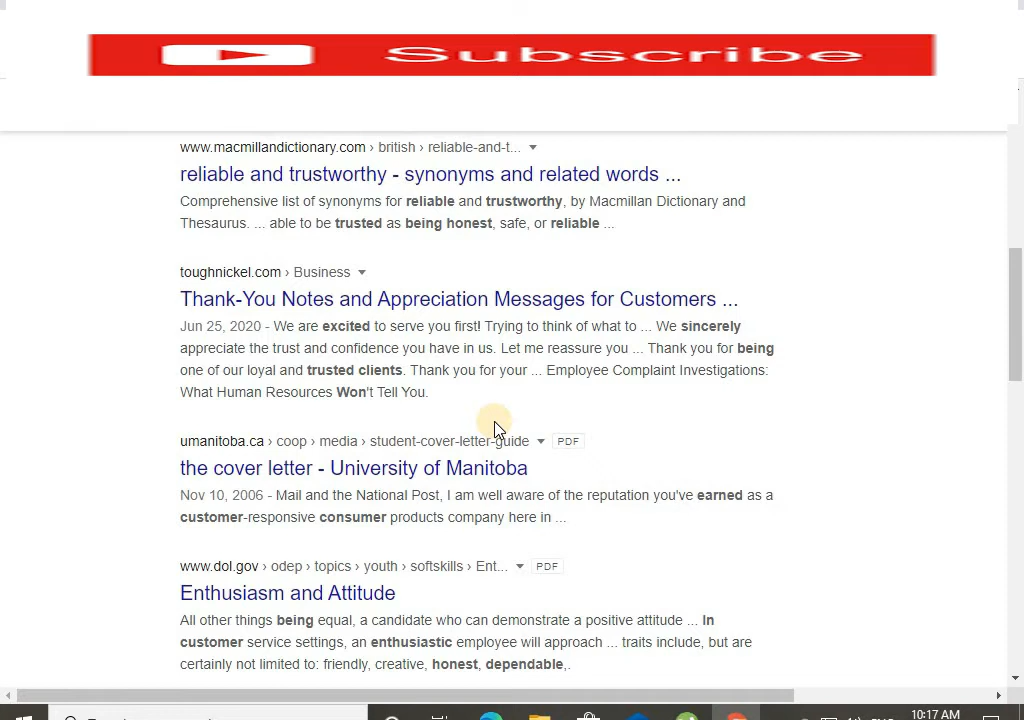 Subscribe
www.macmillandictionary.com › british › reliable-and-t...
reliable and trustworthy - synonyms and related words ...
Comprehensive list of synonyms for reliable and trustworthy, by Macmillan Dictionary and
Thesaurus. ... able to be trusted as being honest, safe, or reliable ...
toughnickel.com › Business
Thank-You Notes and Appreciation Messages for Customers ...
Jun 25, 2020 - We are excited to serve you first! Trying to think of what to ... We sincerely
appreciate the trust and confidence you have in us. Let me reassure you ... Thank you for being
one of our loyal and trusted clients. Thank you for your ... Employee Complaint Investigations:
What Human Resources Won't Tell You.
umanitoba.ca › coop › media › student-cover-letter-guide PDF
the cover letter - University of Manitoba
Nov 10, 2006 - Mail and the National Post, I am well aware of the reputation you've earned as a
customer-responsive consumer products company here in ...
www.dol.gov › odep › topics › youth › softskills › Ent... PDF
Enthusiasm and Attitude
All other things being equal, a candidate who can demonstrate a positive attitude ... In
customer service settings, an enthusiastic employee will approach ... traits include, but are
certainly not limited to: friendly, creative, honest, dependable,.
10:17 AM